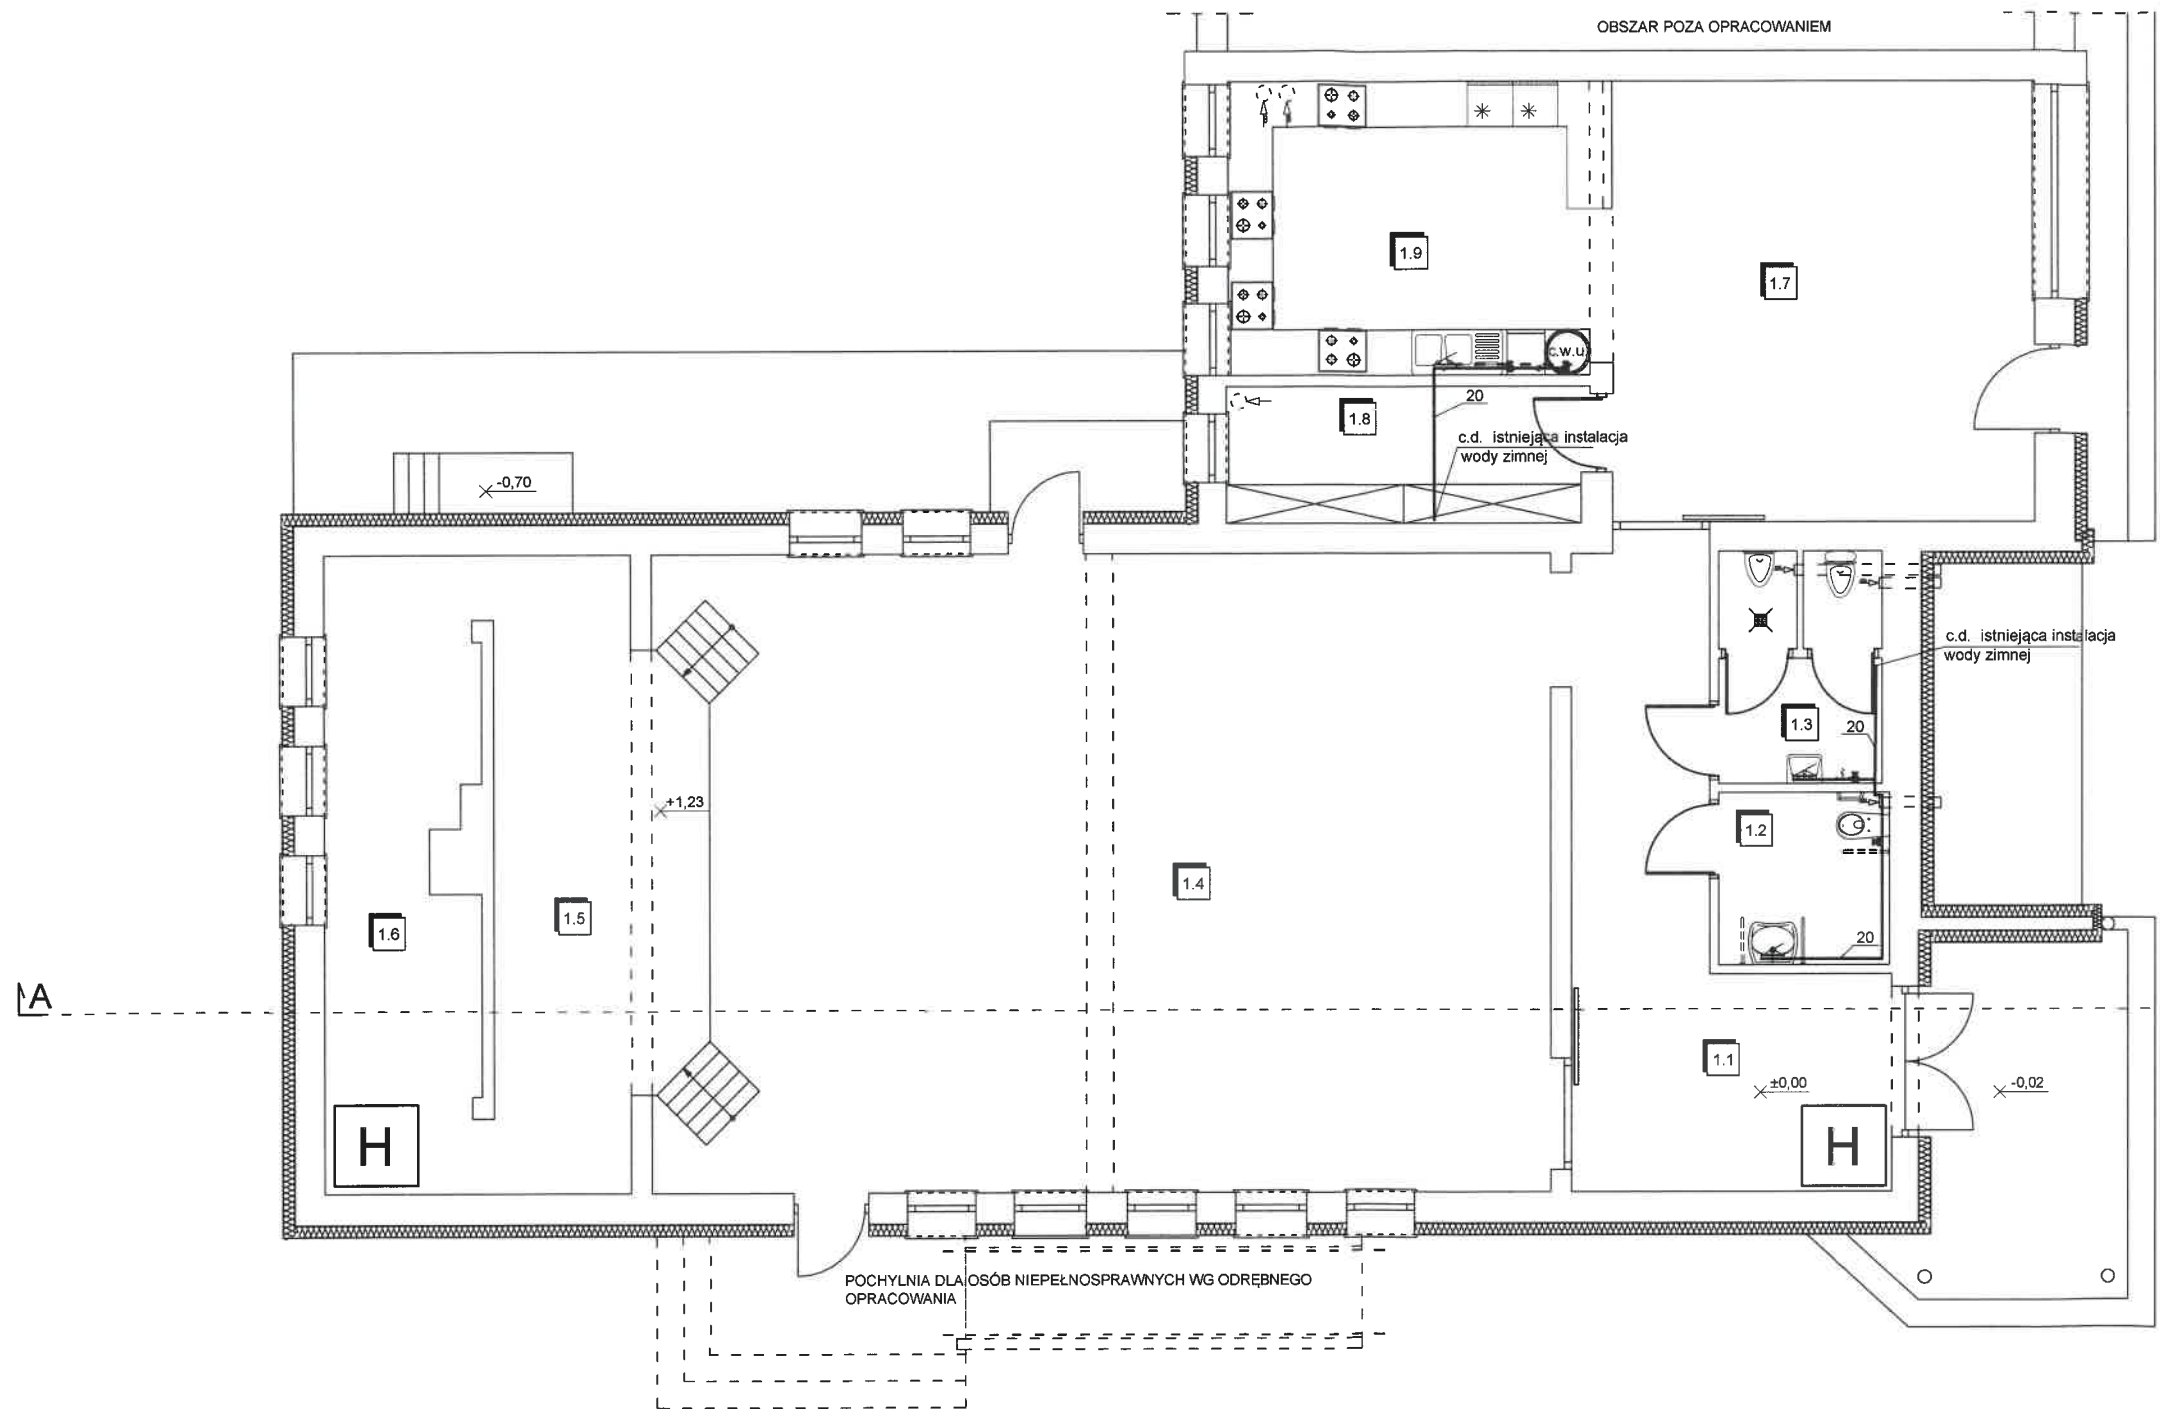 OBSZAR POZA OPRACOWANIEM
1.9
1.7
c.w.u.
20
1.8
c.d. istniejąca instalacja
wody zimnej
-0,70
c.d. istniejąca instalacja
wody zimnej
1.3
20
+1,23
1.2
1.4
1.5
1.6
20
A
1.1
±0,00
-0,02
H
H
POCHYLNIA DLA OSÓB NIEPEŁNOSPRAWNYCH WG ODRĘBNEGO
OPRACOWANIA